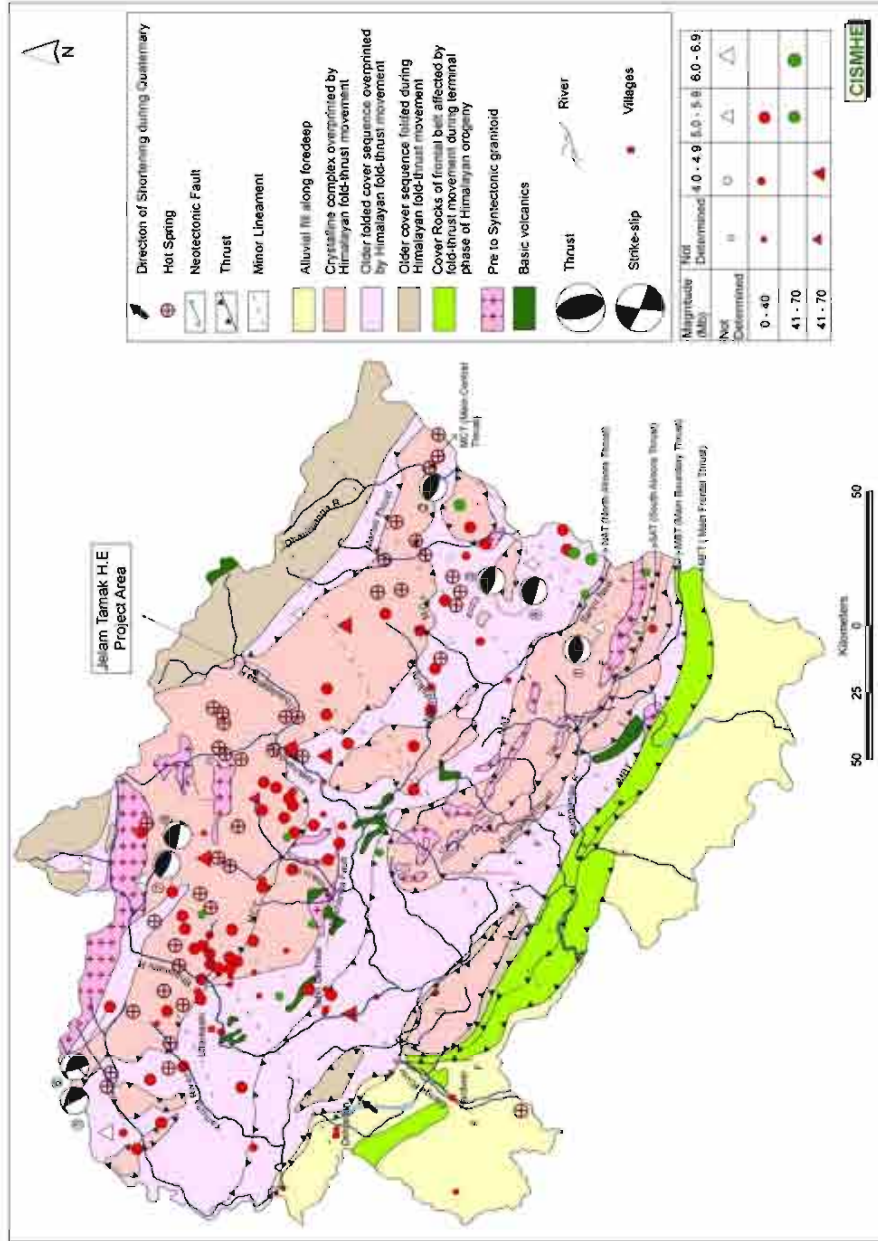 N
Direction of Shortening during Quaternary
Hot Spring
Neotectonic Fault
Thrust
Minor Lineament
Alluvial fill along foredeep
Crystalline complex overprinted by
Himalayan fold-thrust movement
Older folded cover sequence overprinted
by Himalayan fold-thrust movement
Older cover sequence folded during
Himalayan fold-thrust movement
Cover Rocks of frontal belt affected by
fold-thrust movement during terminal
phase of Himalayan orogeny
Pre to Syntectonic granitoid
Basic volcanics
Thrust
River
Strike-slip
Villages
Magnitude
(Mb)
Not
Determined
4.0 - 4.9
5.0 - 5.9
6.0 - 6.9
Not
Determined
0 - 40
41 - 70
41 - 70
CISMHE
Jelam Tamak H.E
Project Area
MCT (Main Central
Thrust)
NAT (North Almora Thrust)
SAT (South Almora Thrust)
MBT (Main Boundary Thrust)
MFT ( Main Frontal Thrust)
MBT
50
25
0
50
Kilometers